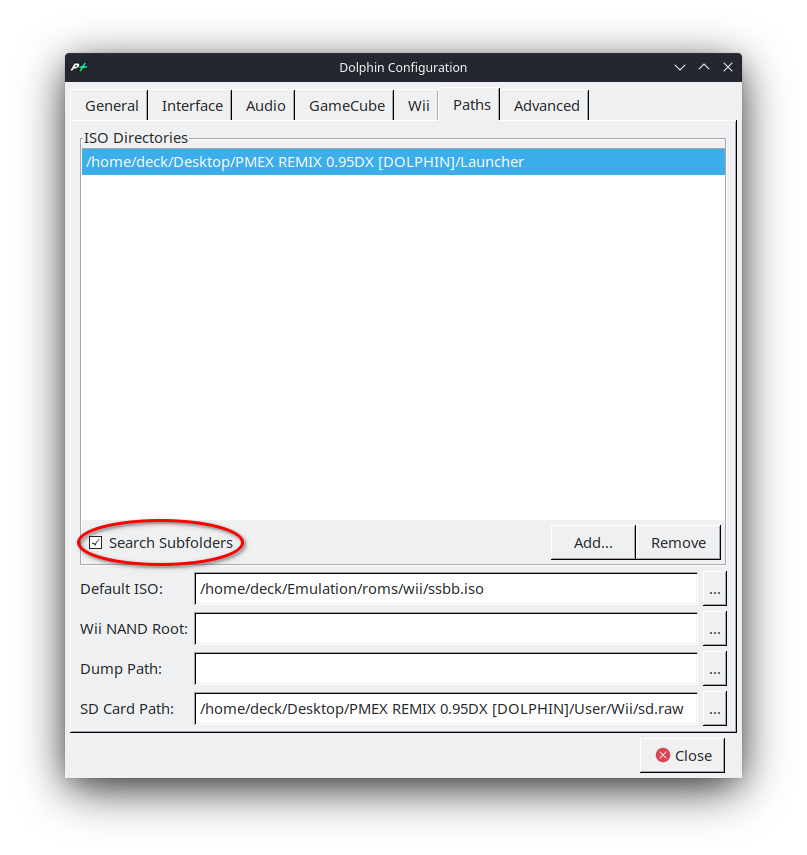 Dolphin Configuration
General Interface Audio GameCube Wii Paths Advanced
ISO Directories
/home/deck/Desktop/PMEX REMIX 0.95DX [DOLPHIN]/Launcher
Search Subfolders Add... Remove
Default ISO: /home/deck/Emulation/roms/wii/ssbb.iso ...
Wii NAND Root: ...
Dump Path: ...
SD Card Path: /home/deck/Desktop/PMEX REMIX 0.95DX [DOLPHIN]/User/Wii/sd.raw ...
Close